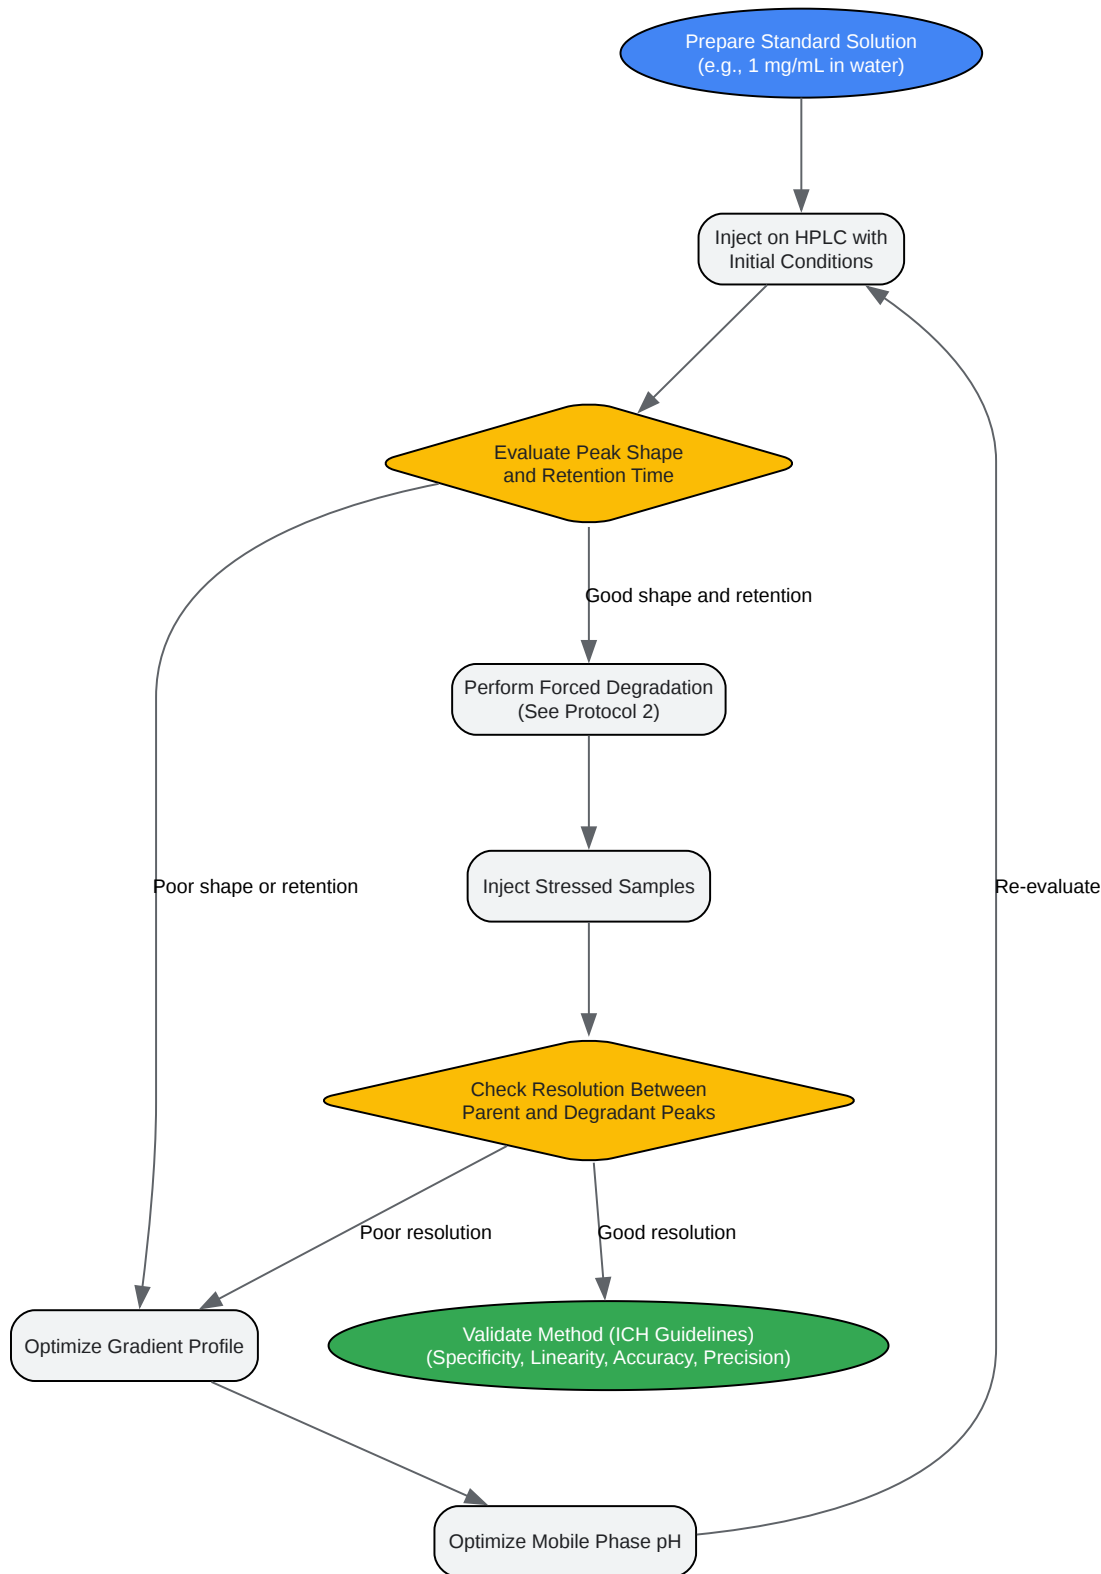 Prepare Standard Solution
(e.g., 1 mg/mL in water)
Inject on HPLC with
Initial Conditions
Evaluate Peak Shape
and Retention Time
Good shape and retention
Perform Forced Degradation
(See Protocol 2)
Poor shape or retention
Inject Stressed Samples
Re-evaluate
Check Resolution Between
Parent and Degradant Peaks
Poor resolution
Good resolution
Optimize Gradient Profile
Validate Method (ICH Guidelines)
(Specificity, Linearity, Accuracy, Precision)
Optimize Mobile Phase pH